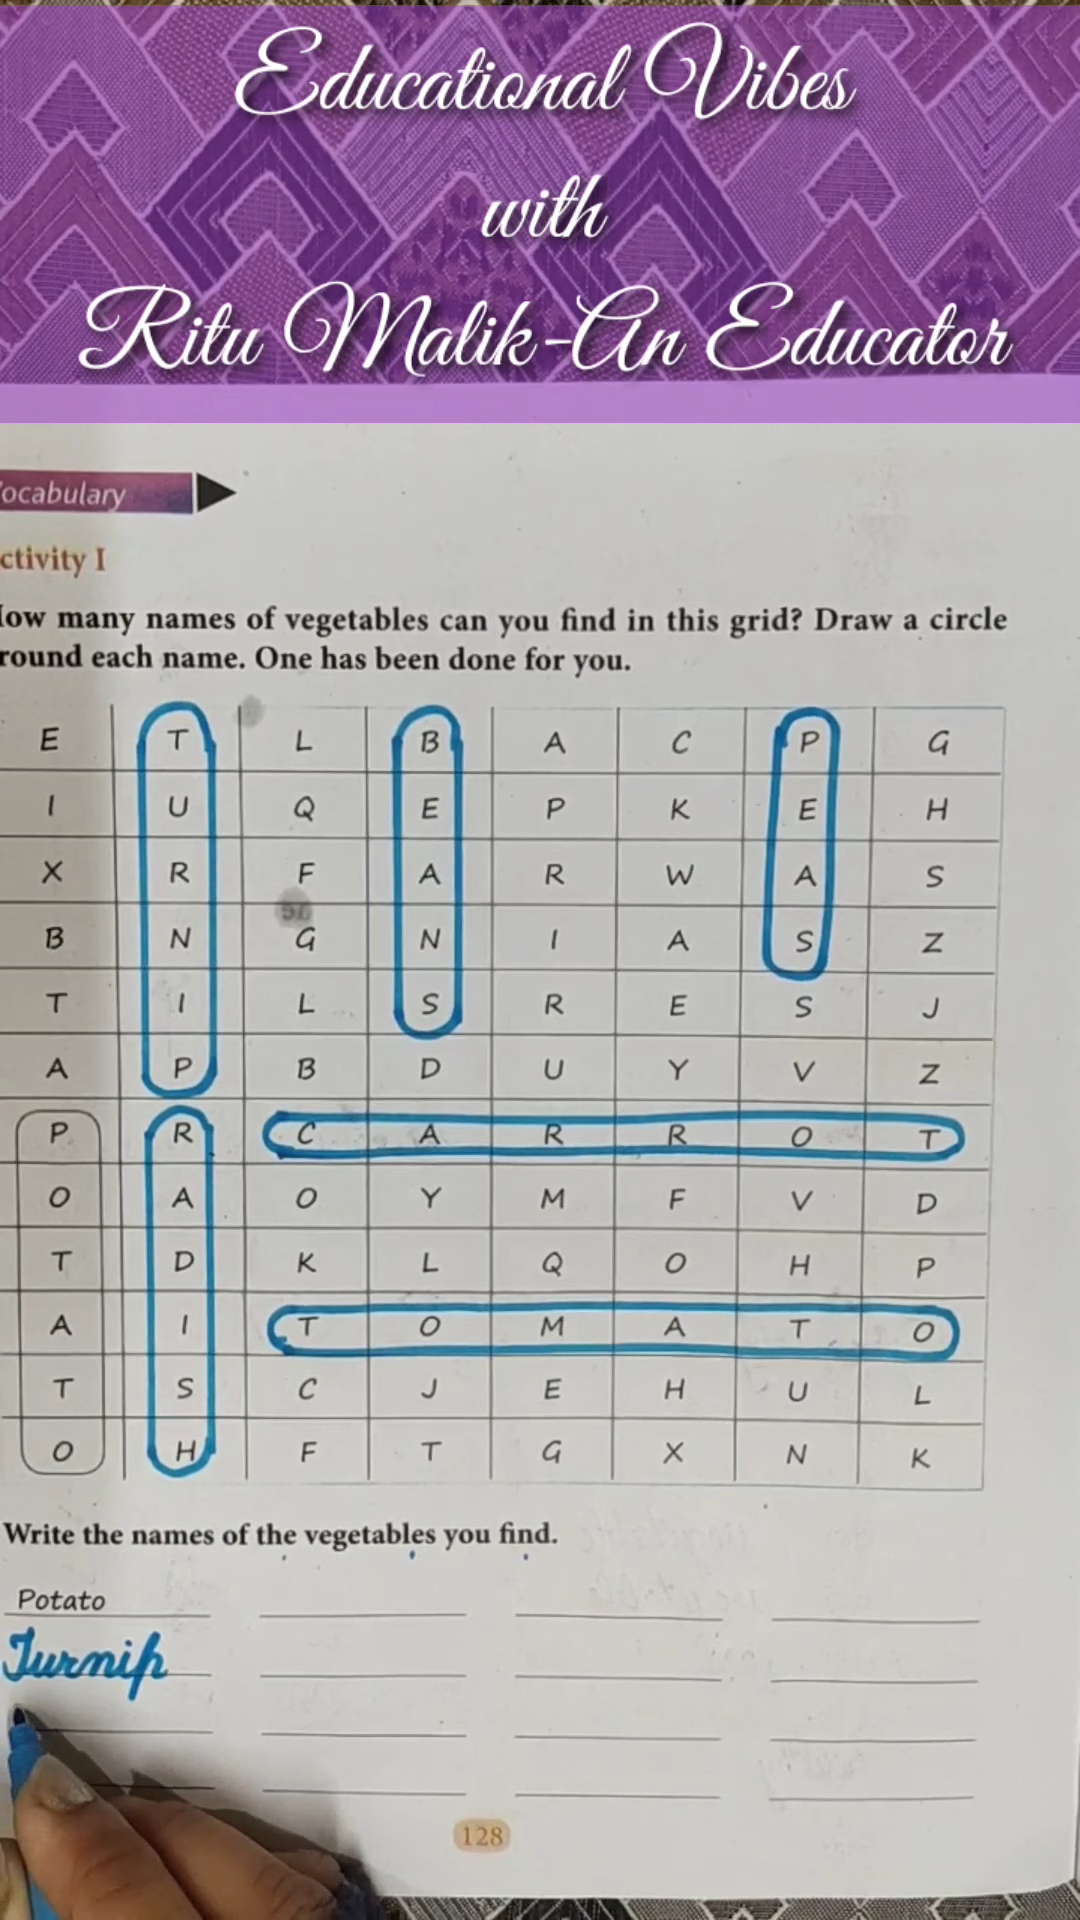 Educational Vibes
with
Ritu Malik-An Educator
ocabulary
ctivity I
ow many names of vegetables can you find in this grid? Draw a circle
round each name. One has been done for you.
E T L B A C P G
I U Q E P K E H
X R F A R W A S
B N G N I A S Z
T I L S R E S J
A P B D U Y V Z
P R C A R R O T
O A O Y M F V D
T D K L Q O H P
A I T O M A T O
T S C J E H U L
O H F T G X N K
Write the names of the vegetables you find.
Potato
Turnip
128